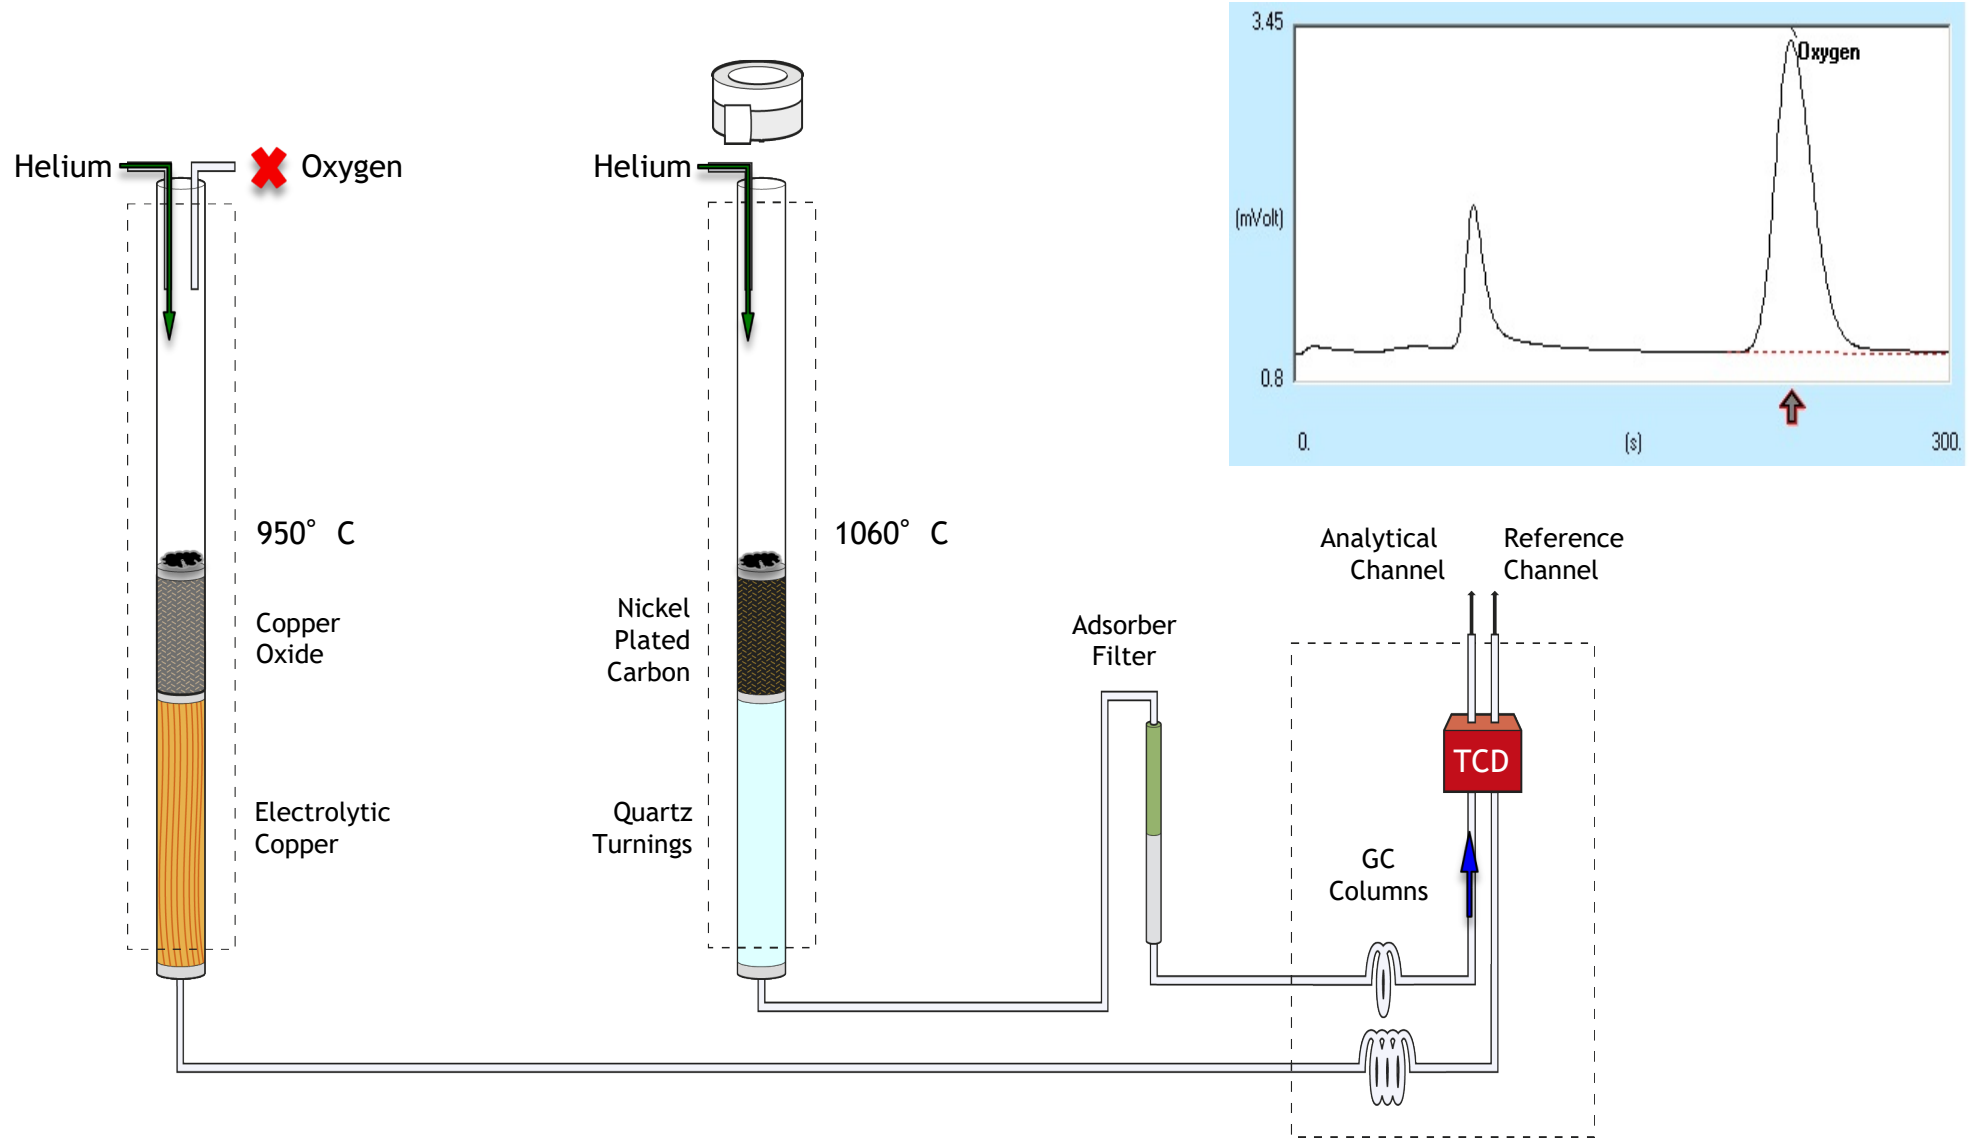 3.45
Oxygen
(mVolt)
0.8
0.
(s)
300.
Helium
Oxygen
Helium
950° C
1060° C
Copper
Oxide
Nickel
Plated
Carbon
Electrolytic
Copper
Quartz
Turnings
Adsorber
Filter
Analytical
Channel
Reference
Channel
TCD
GC
Columns